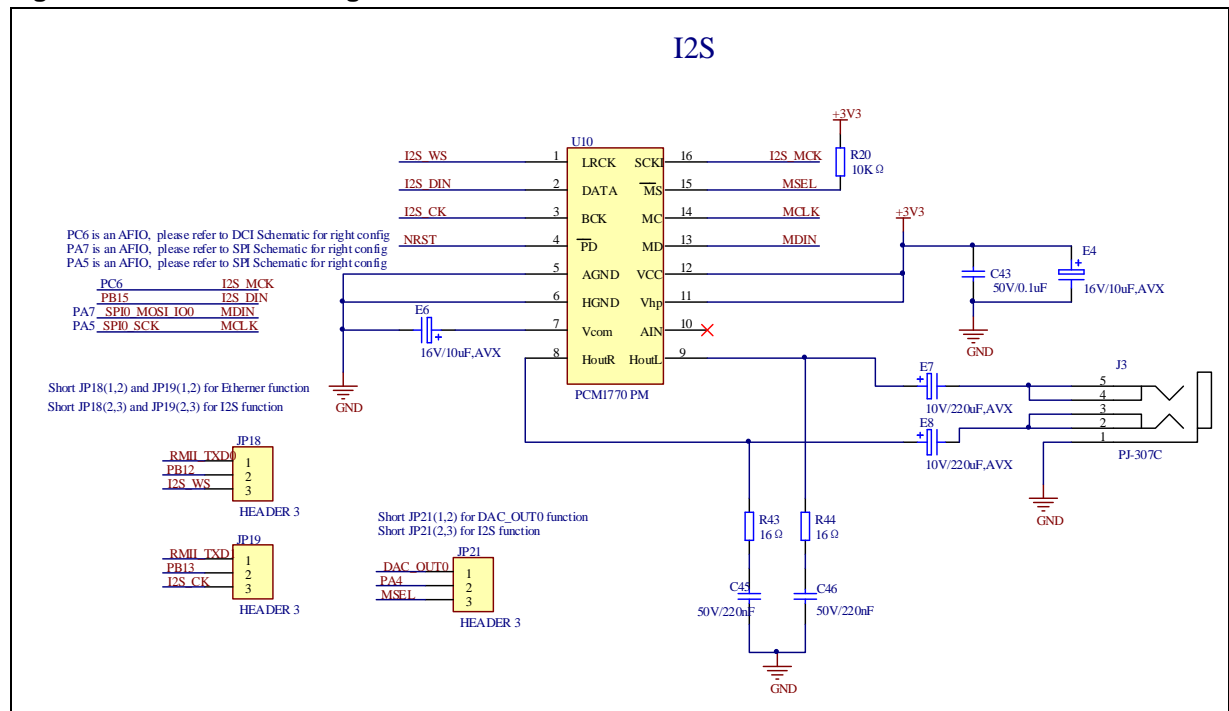 I2S
+3V3
R20
10K Ω
U10
I2S_WS 1 LRCK SCKI 16 I2S_MCK
I2S_DIN 2 DATA MS 15 MSEL
I2S_CK 3 BCK MC 14 MCLK
NRST 4 PD MD 13 MDIN
5 AGND VCC 12
6 HGND Vhp 11
7 Vcom AIN 10
8 HoutR HoutL 9
PCM1770 PM
+3V3
C43
50V/0.1uF
E4
16V/10uF,AVX
GND
PC6 is an AFIO, please refer to DCI Schematic for right config
PA7 is an AFIO, please refer to SPI Schematic for right config
PA5 is an AFIO, please refer to SPI Schematic for right config
PC6 I2S_MCK
PB15 I2S_DIN
PA7 SPI0_MOSI_IO0 MDIN
PA5 SPI0_SCK MCLK
E6
16V/10uF,AVX
GND
E7
10V/220uF,AVX
E8
10V/220uF,AVX
J3
5
4
3
2
1
PJ-307C
GND
Short JP18(1,2) and JP19(1,2) for Etherner function
Short JP18(2,3) and JP19(2,3) for I2S function
JP18
RMII_TXD0 1
PB12 2
I2S_WS 3
HEADER 3
JP19
RMII_TXD1 1
PB13 2
I2S_CK 3
HEADER 3
Short JP21(1,2) for DAC_OUT0 function
Short JP21(2,3) for I2S function
JP21
DAC_OUT0 1
PA4 2
MSEL 3
HEADER 3
R43
16 Ω
R44
16 Ω
C45
50V/220nF
C46
50V/220nF
GND